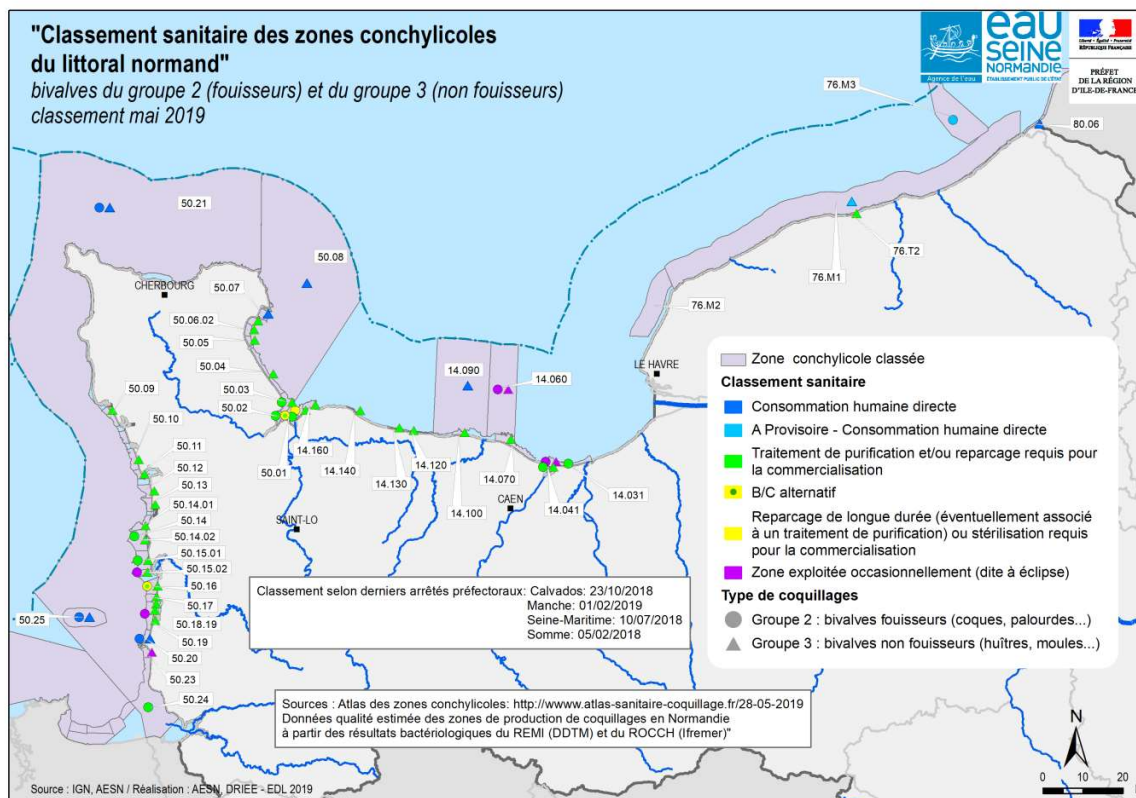 "Classement sanitaire des zones conchylicoles
du littoral normand"
bivalves du groupe 2 (fouisseurs) et du groupe 3 (non fouisseurs)
classement mai 2019
Agence de l'eau
eau
SEINE
NORMANDIE
ÉTABLISSEMENT PUBLIC DE L'ÉTAT
Liberté • Égalité • Fraternité
RÉPUBLIQUE FRANÇAISE
PRÉFET
DE LA RÉGION
D'ILE-DE-FRANCE
76.M3
80.06
50.21
50.08
CHERBOURG
50.07
76.T2
76.M1
50.06.02
76.M2
50.05
50.04
14.090
14.060
LE HAVRE
50.09
50.03
50.02
50.10
50.11
50.01
14.160
14.140
14.120
14.070
50.12
14.130
14.031
50.13
CAEN
14.100
14.041
50.14.01
SAINT-LO
50.14
50.14.02
50.15.01
50.15.02
50.16
50.17
50.25
50.18.19
50.19
50.20
50.23
50.24
Zone conchylicole classée
Classement sanitaire
Consommation humaine directe
A Provisoire - Consommation humaine directe
Traitement de purification et/ou reparcage requis pour
la commercialisation
B/C alternatif
Reparcage de longue durée (éventuellement associé
à un traitement de purification) ou stérilisation requis
pour la commercialisation
Zone exploitée occasionnellement (dite à éclipse)
Type de coquillages
Groupe 2 : bivalves fouisseurs (coques, palourdes...)
Groupe 3 : bivalves non fouisseurs (huîtres, moules...)
Classement selon derniers arrêtés préfectoraux: Calvados: 23/10/2018
Manche: 01/02/2019
Seine-Maritime: 10/07/2018
Somme: 05/02/2018
Sources : Atlas des zones conchylicoles: http://wwww.atlas-sanitaire-coquillage.fr/28-05-2019
Données qualité estimée des zones de production de coquillages en Normandie
à partir des résultats bactériologiques du REMI (DDTM) et du ROCCH (Ifremer)"
N
0 10 20
Source : IGN, AESN / Réalisation : AESN, DRIEE - EDL 2019